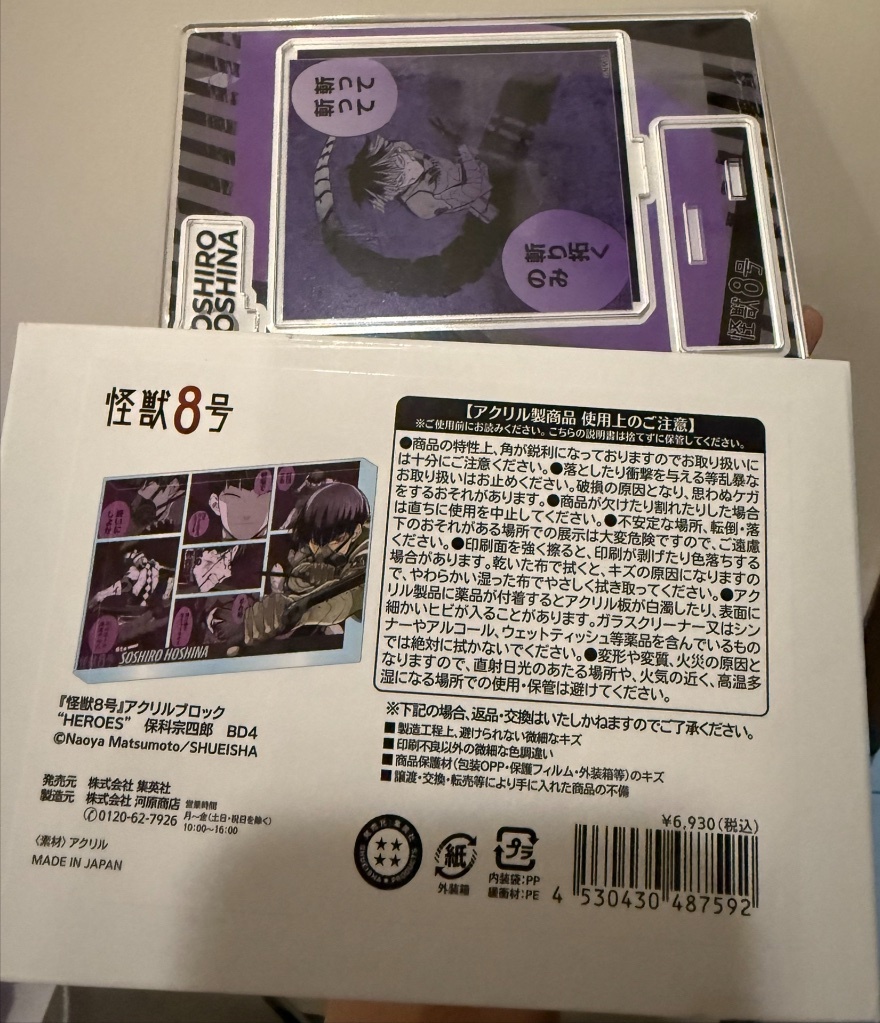 斬って
斬って
斬り拓く
のみ
OSHIRO
OSHINA
怪獣8号
怪獣8号
SOSHIRO HOSHINA
『怪獣8号』アクリルブロック
“HEROES” 保科宗四郎 BD4
©Naoya Matsumoto/SHUEISHA
発売元 株式会社 集英社
製造元 株式会社 河原商店
営業時間
✆0120-62-7926 月～金(土日・祝日を除く)
10:00～16:00
〈素材〉アクリル
MADE IN JAPAN
【アクリル製商品 使用上のご注意】
※ご使用前にお読みください。こちらの説明書は捨てずに保管してください。
●商品の特性上、角が鋭利になっておりますのでお取り扱いに
は十分にご注意ください。●落としたり衝撃を与える等乱暴な
お取り扱いはお止めください。破損の原因となり、思わぬケガ
をするおそれがあります。●商品が欠けたり割れたりした場合
は直ちに使用を中止してください。●不安定な場所、転倒・落
下のおそれがある場所での展示は大変危険ですので、ご遠慮
ください。●印刷面を強く擦ると、印刷が剥げたり色落ちする
場合があります。乾いた布で拭くと、キズの原因になりますの
で、やわらかい湿った布でやさしく拭き取ってください。●アク
リル製品に薬品が付着するとアクリル板が白濁したり、表面に
細かいヒビが入ることがあります。ガラスクリーナー又はシン
ナーやアルコール、ウェットティッシュ等薬品を含んでいるもの
では絶対に拭かないでください。●変形や変質、火災の原因と
なりますので、直射日光のあたる場所や、火気の近く、高温多
湿になる場所での使用・保管は避けてください。
※下記の場合、返品・交換はいたしかねますのでご了承ください。
■製造工程上、避けられない微細なキズ
■印刷不良以外の微細な色調違い
■商品保護材(包装OPP・保護フィルム・外装箱等)のキズ
■譲渡・交換・転売等により手に入れた商品の不備
¥6,930(税込)
紙
外装箱
プラ
内装袋:PP
緩衝材:PE
4 530430 487592